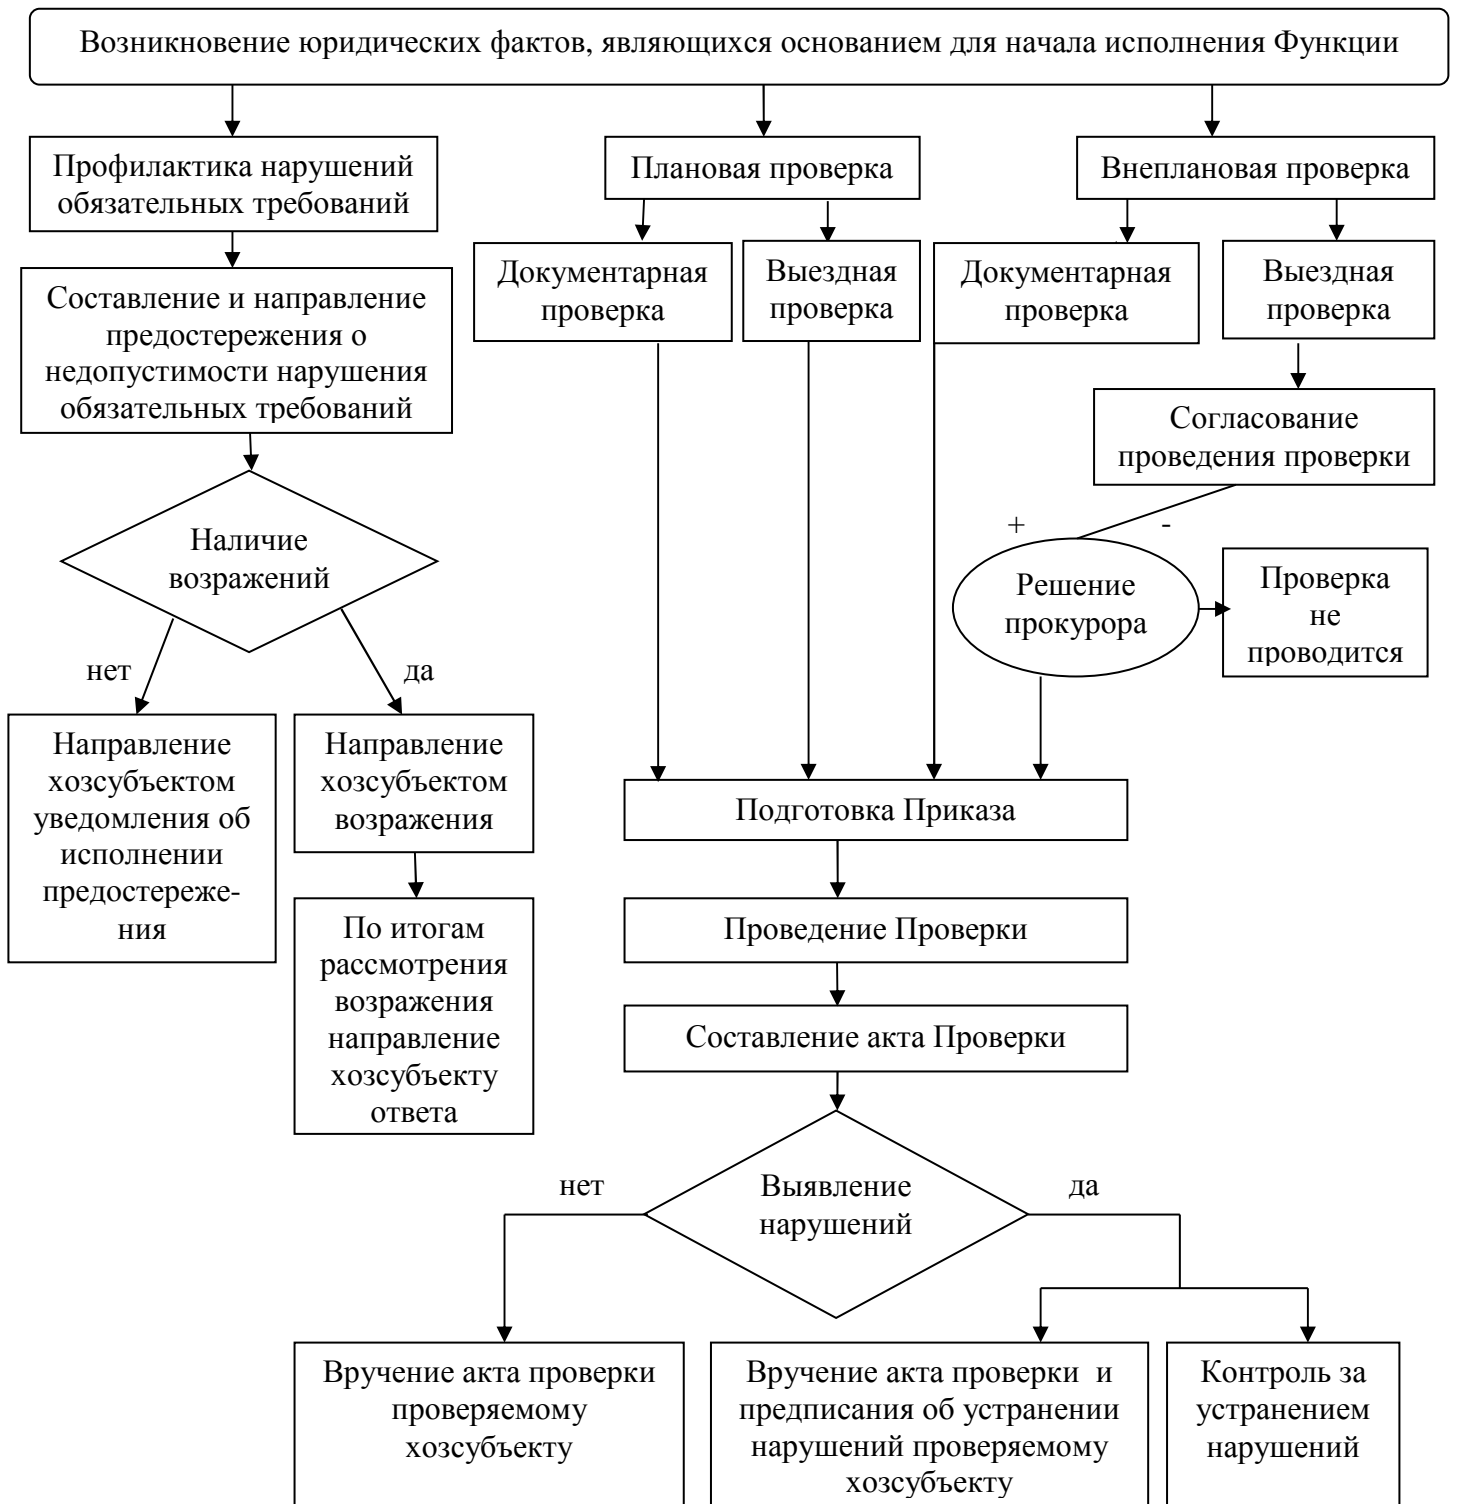 Возникновение юридических фактов, являющихся основанием для начала исполнения Функции
Профилактика нарушений
обязательных требований
Плановая проверка
Внеплановая проверка
Составление и направление
предостережения о
недопустимости нарушения
обязательных требований
Документарная
проверка
Выездная
проверка
Документарная
проверка
Выездная
проверка
Согласование
проведения проверки
+
-
Наличие
возражений
Решение
прокурора
Проверка
не
проводится
нет
да
Направление
хозсубъектом
уведомления об
исполнении
предостереже-
ния
Направление
хозсубъектом
возражения
По итогам
рассмотрения
возражения
направление
хозсубъекту
ответа
Подготовка Приказа
Проведение Проверки
Составление акта Проверки
Выявление
нарушений
нет
да
Вручение акта проверки
проверяемому
хозсубъекту
Вручение акта проверки  и
предписания об устранении
нарушений проверяемому
хозсубъекту
Контроль за
устранением
нарушений